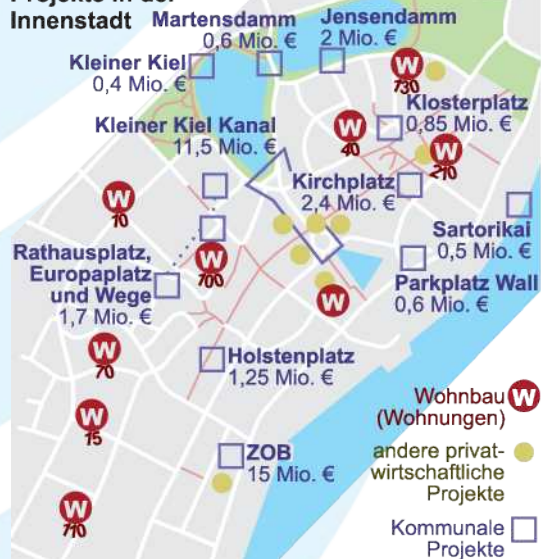 Innenstadt
Martensdamm
0,6 Mio. €
Jensendamm
2 Mio. €
Kleiner Kiel
0,4 Mio. €
W
130
Klosterplatz
0,85 Mio. €
Kleiner Kiel Kanal
11,5 Mio. €
W
40
W
210
Kirchplatz
2,4 Mio. €
W
10
Sartorikai
0,5 Mio. €
Rathausplatz,
Europaplatz
und Wege
1,7 Mio. €
W
100
Parkplatz Wall
0,6 Mio. €
W
W
70
Holstenplatz
1,25 Mio. €
W
15
ZOB
15 Mio. €
W
110
Wohnbau W
(Wohnungen)
andere privat-
wirtschaftliche
Projekte
Kommunale
Projekte